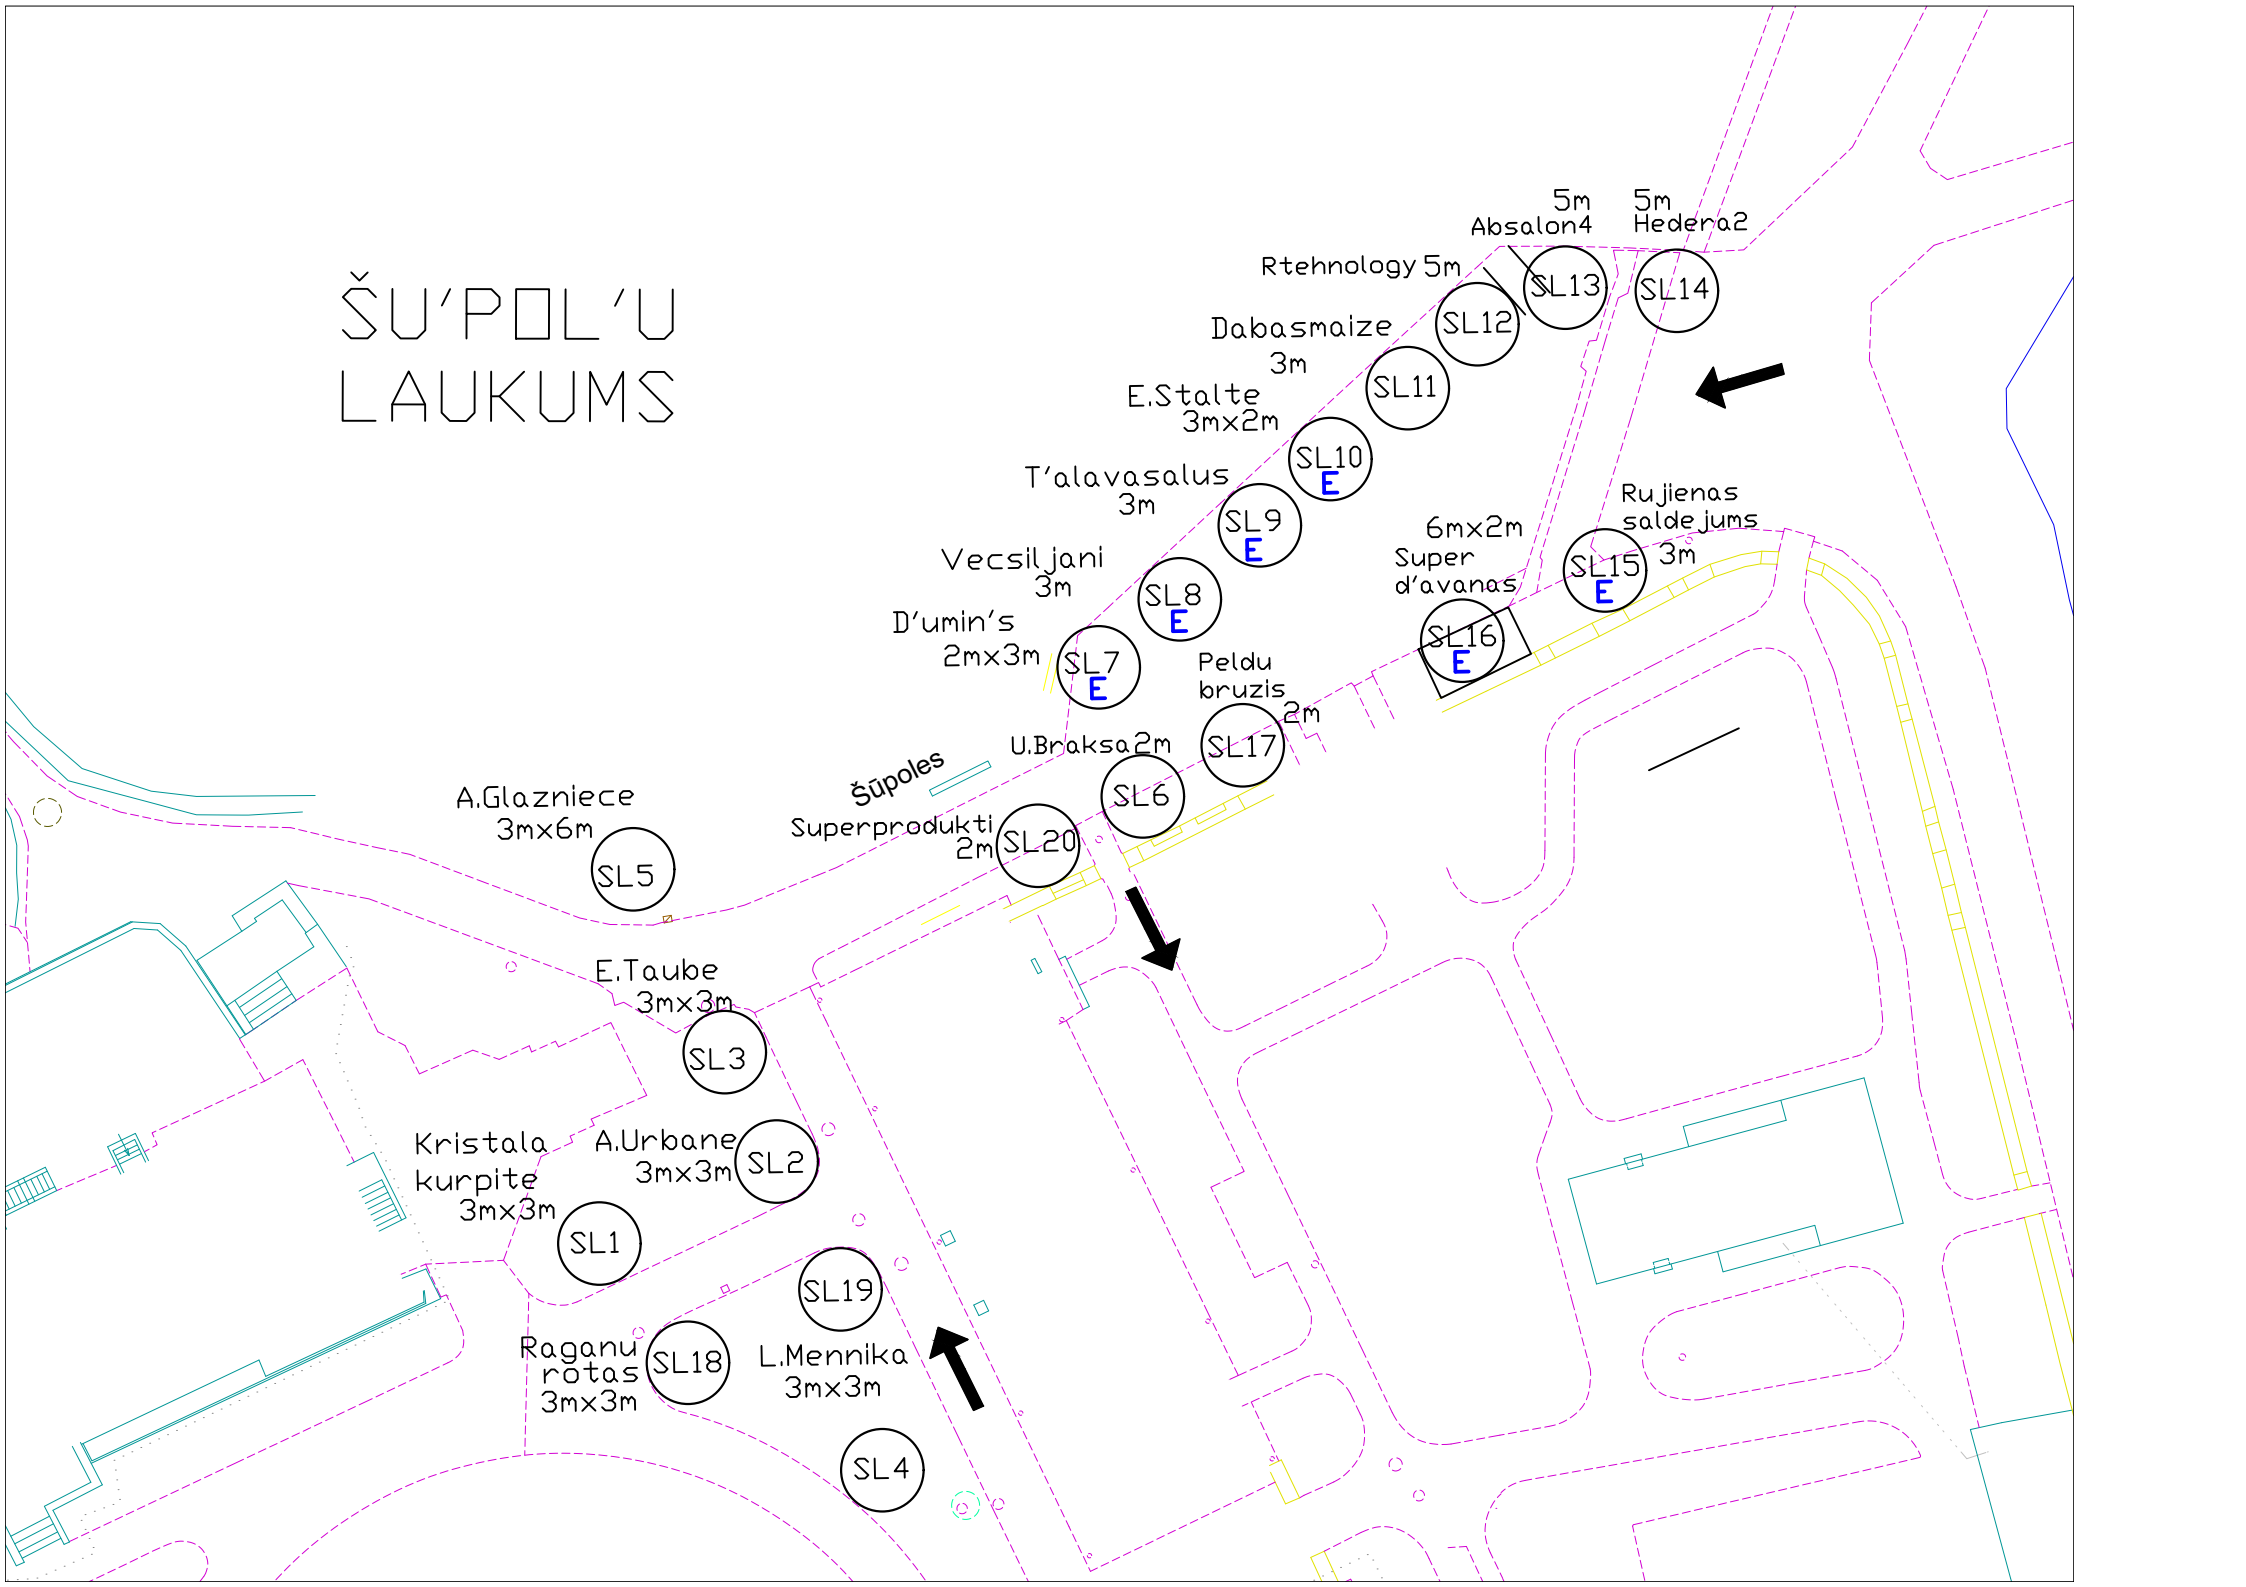 ŠU'POL'U
LAUKUMS
5m
Absalon4
SL13
5m
Hedera2
SL14
Rtehnology 5m
SL12
Dabasmaize
3m
SL11
E.Stalte
3mx2m
SL10
E
T'alavasalus
3m
SL9
E
Vecsiljani
3m
SL8
E
D'umin's
2mx3m
SL7
E
Rujienas
saldejums
3m
SL15
E
6mx2m
Super
d'avanas
SL16
E
Peldu
bruzis
2m
SL17
U.Braksa2m
SL6
Šūpoles
Superprodukti
2m
SL20
A.Glazniece
3mx6m
SL5
E.Taube
3mx3m
SL3
A.Urbane
3mx3m
SL2
Kristala
kurpite
3mx3m
SL1
SL19
L.Mennika
3mx3m
Raganu
rotas
3mx3m
SL18
SL4